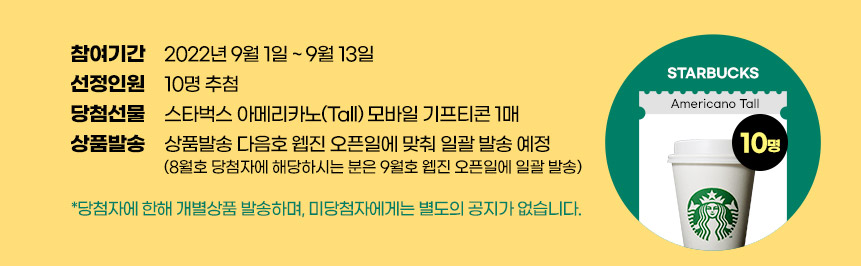 참여기간 2022년 9월 1일 ~ 9월 13일
선정인원 10명 추첨
당첨선물 스타벅스 아메리카노(Tall) 모바일 기프티콘 1매
상품발송 상품발송 다음호 웹진 오픈일에 맞춰 일괄 발송 예정
(8월호 당첨자에 해당하시는 분은 9월호 웹진 오픈일에 일괄 발송)
*당첨자에 한해 개별상품 발송하며, 미당첨자에게는 별도의 공지가 없습니다.
STARBUCKS
Americano Tall
10명